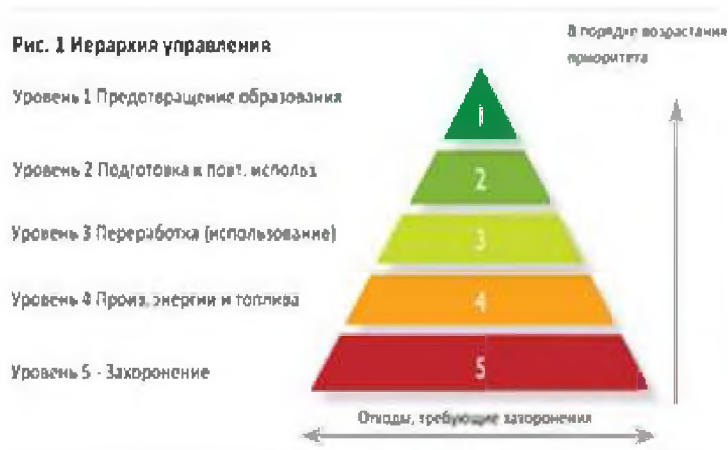 Рис. 1 Иерархия управления
В порядке возрастания
приоритета
Уровень 1 Предотвращение образования
1
Уровень 2 Подготовка к повт. использ
2
Уровень 3 Переработка (использование)
3
Уровень 4 Произ. энергии и топлива
4
Уровень 5 - Захоронение
5
Отходы, требующие захоронения